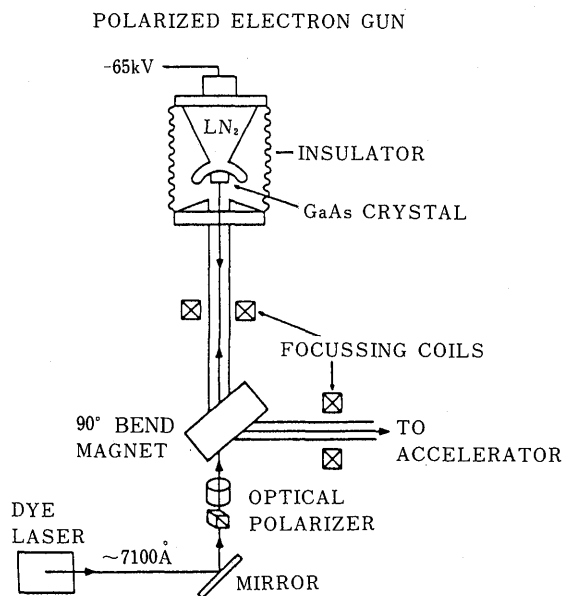 POLARIZED ELECTRON GUN
-65kV
LN₂
INSULATOR
GaAs CRYSTAL
FOCUSSING COILS
90° BEND
MAGNET
TO
ACCELERATOR
OPTICAL
POLARIZER
DYE
LASER
~7100Å
MIRROR